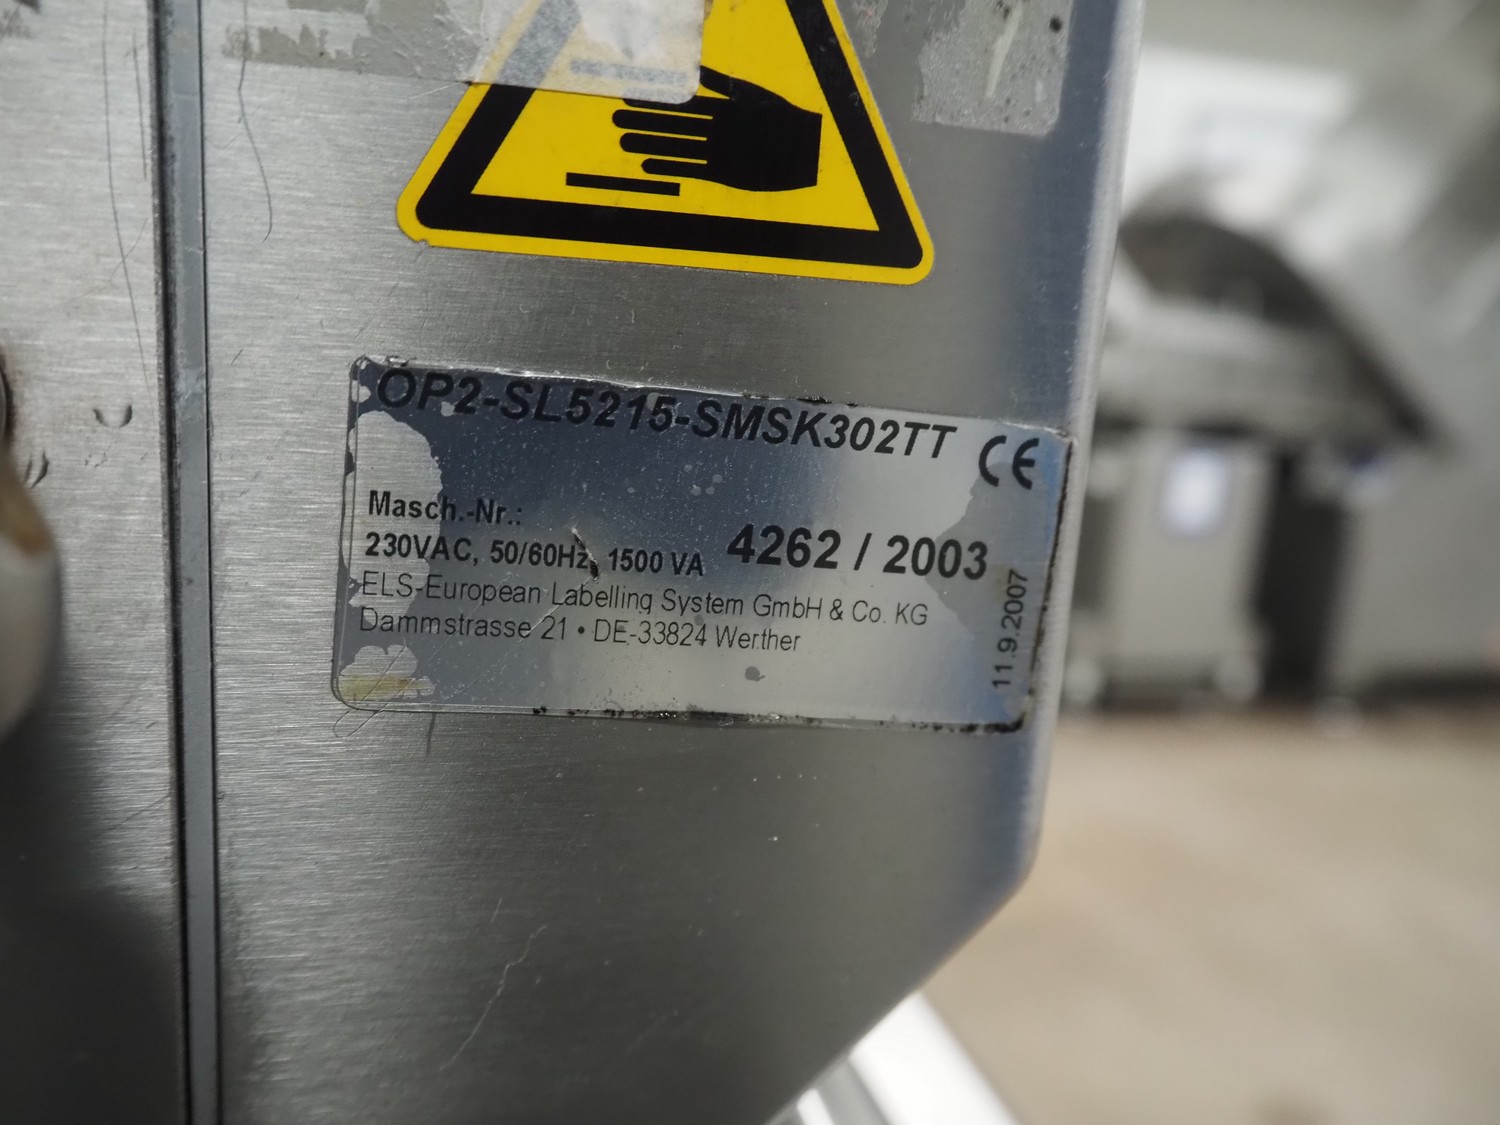 OP2-SL5215-SMSK302TT CE
Masch.-Nr.:
230VAC, 50/60Hz, 1500 VA 4262 / 2003
ELS-European Labelling System GmbH & Co. KG
Dammstrasse 21 • DE-33824 Werther
11.9.2007